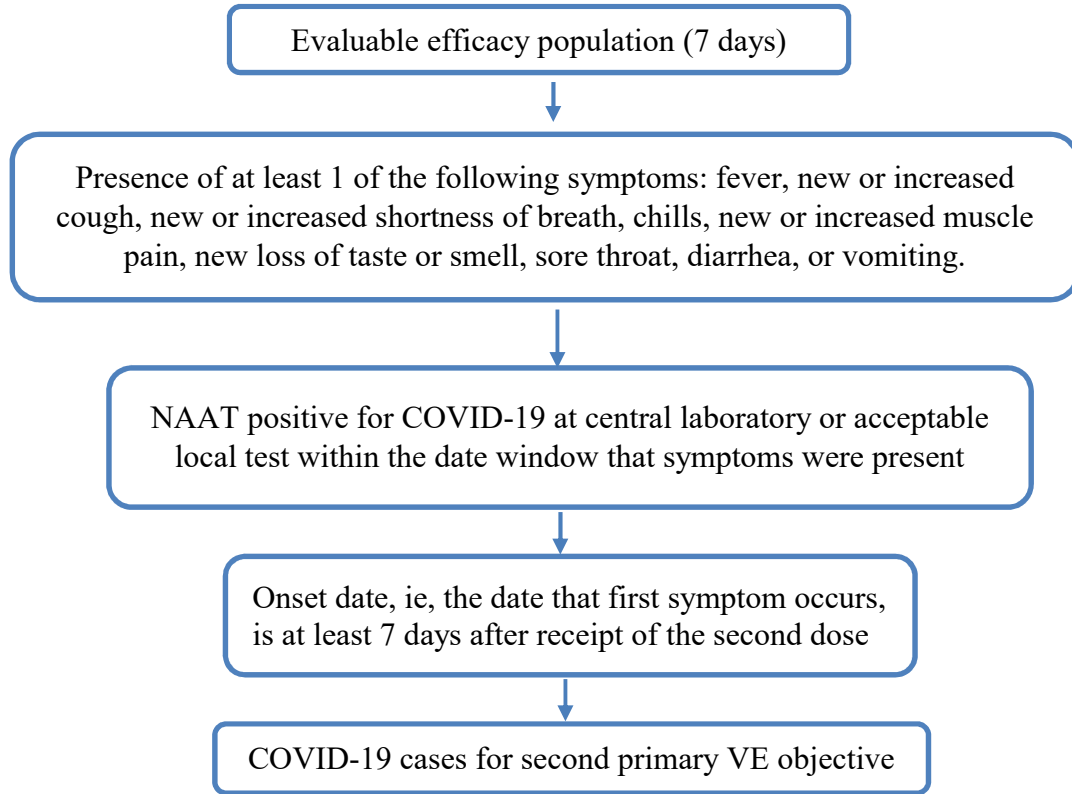 Evaluable efficacy population (7 days)
Presence of at least 1 of the following symptoms: fever, new or increased
cough, new or increased shortness of breath, chills, new or increased muscle
pain, new loss of taste or smell, sore throat, diarrhea, or vomiting.
NAAT positive for COVID-19 at central laboratory or acceptable
local test within the date window that symptoms were present
Onset date, ie, the date that first symptom occurs,
is at least 7 days after receipt of the second dose
COVID-19 cases for second primary VE objective